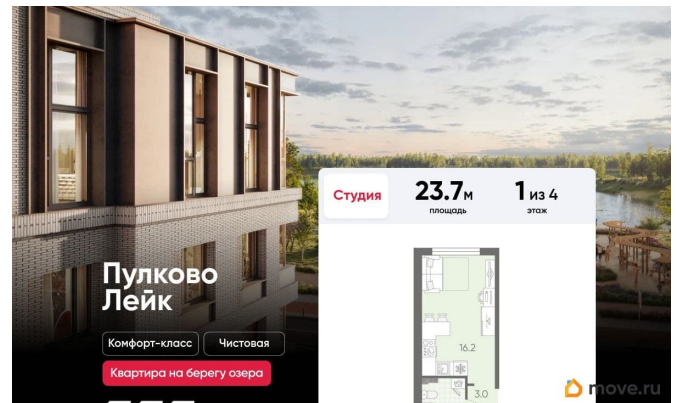 Студия
23.7м
площадь
1 из 4
этаж
Пулково
Лейк
Комфорт-класс
Чистовая
Квартира на берегу озера
16.2
3.0
move.ru